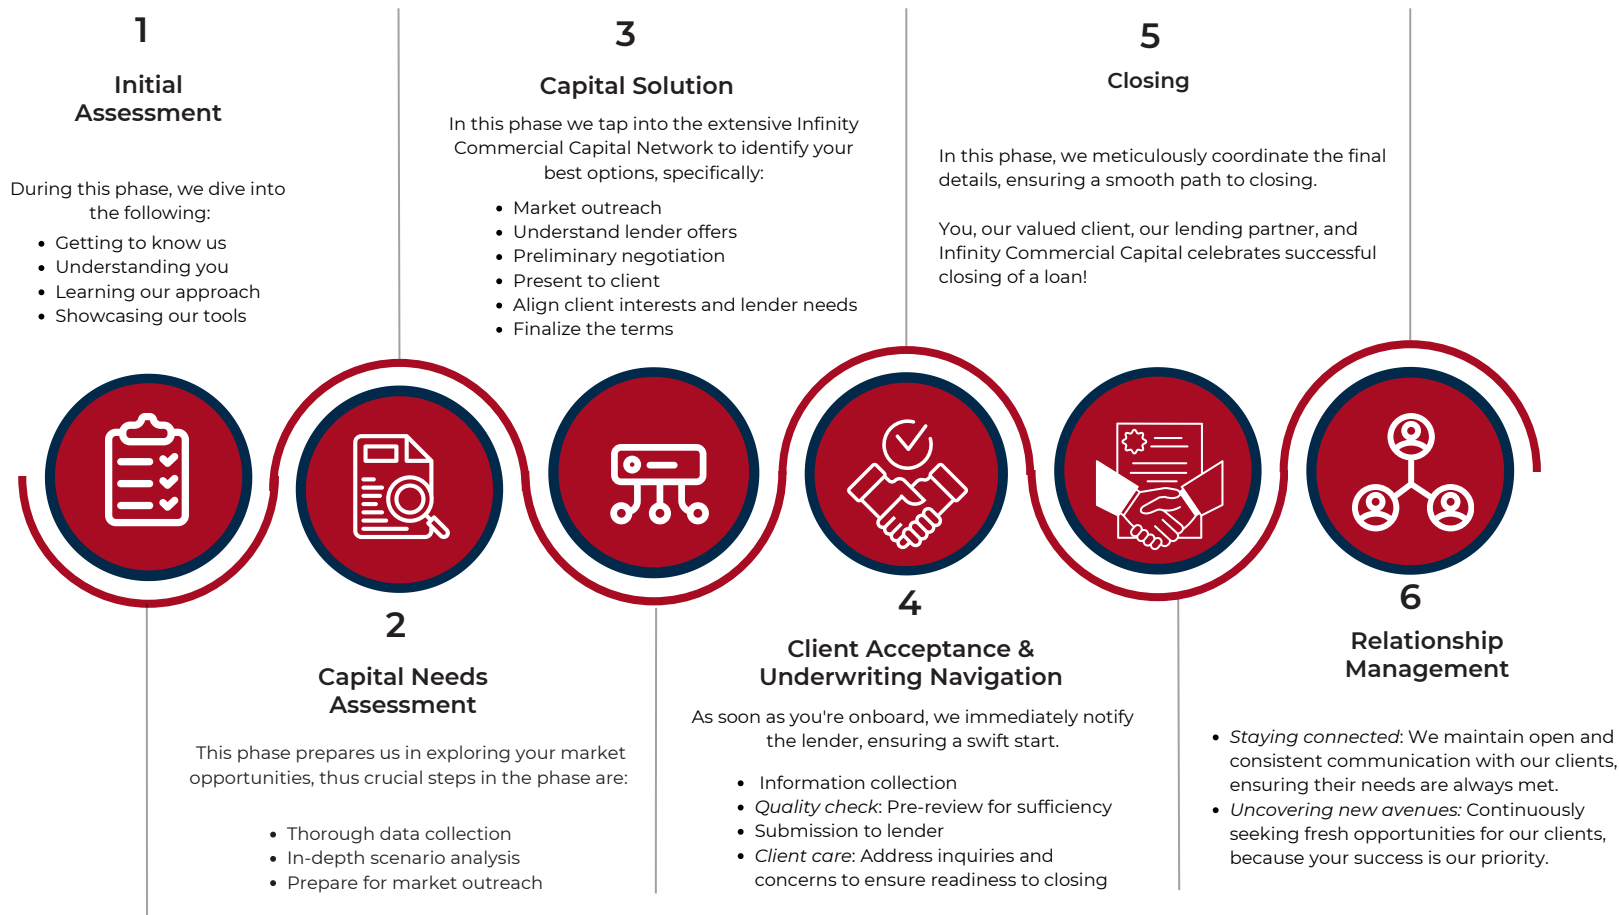 1
Initial
Assessment
During this phase, we dive into
the following:
• Getting to know us
• Understanding you
• Learning our approach
• Showcasing our tools
2
Capital Needs
Assessment
This phase prepares us in exploring your market
opportunities, thus crucial steps in the phase are:
• Thorough data collection
• In-depth scenario analysis
• Prepare for market outreach
3
Capital Solution
In this phase we tap into the extensive Infinity
Commercial Capital Network to identify your
best options, specifically:
• Market outreach
• Understand lender offers
• Preliminary negotiation
• Present to client
• Align client interests and lender needs
• Finalize the terms
4
Client Acceptance &
Underwriting Navigation
As soon as you're onboard, we immediately notify
the lender, ensuring a swift start.
• Information collection
• Quality check: Pre-review for sufficiency
• Submission to lender
• Client care: Address inquiries and
concerns to ensure readiness to closing
5
Closing
In this phase, we meticulously coordinate the final
details, ensuring a smooth path to closing.
You, our valued client, our lending partner, and
Infinity Commercial Capital celebrates successful
closing of a loan!
6
Relationship
Management
• Staying connected: We maintain open and
consistent communication with our clients,
ensuring their needs are always met.
• Uncovering new avenues: Continuously
seeking fresh opportunities for our clients,
because your success is our priority.